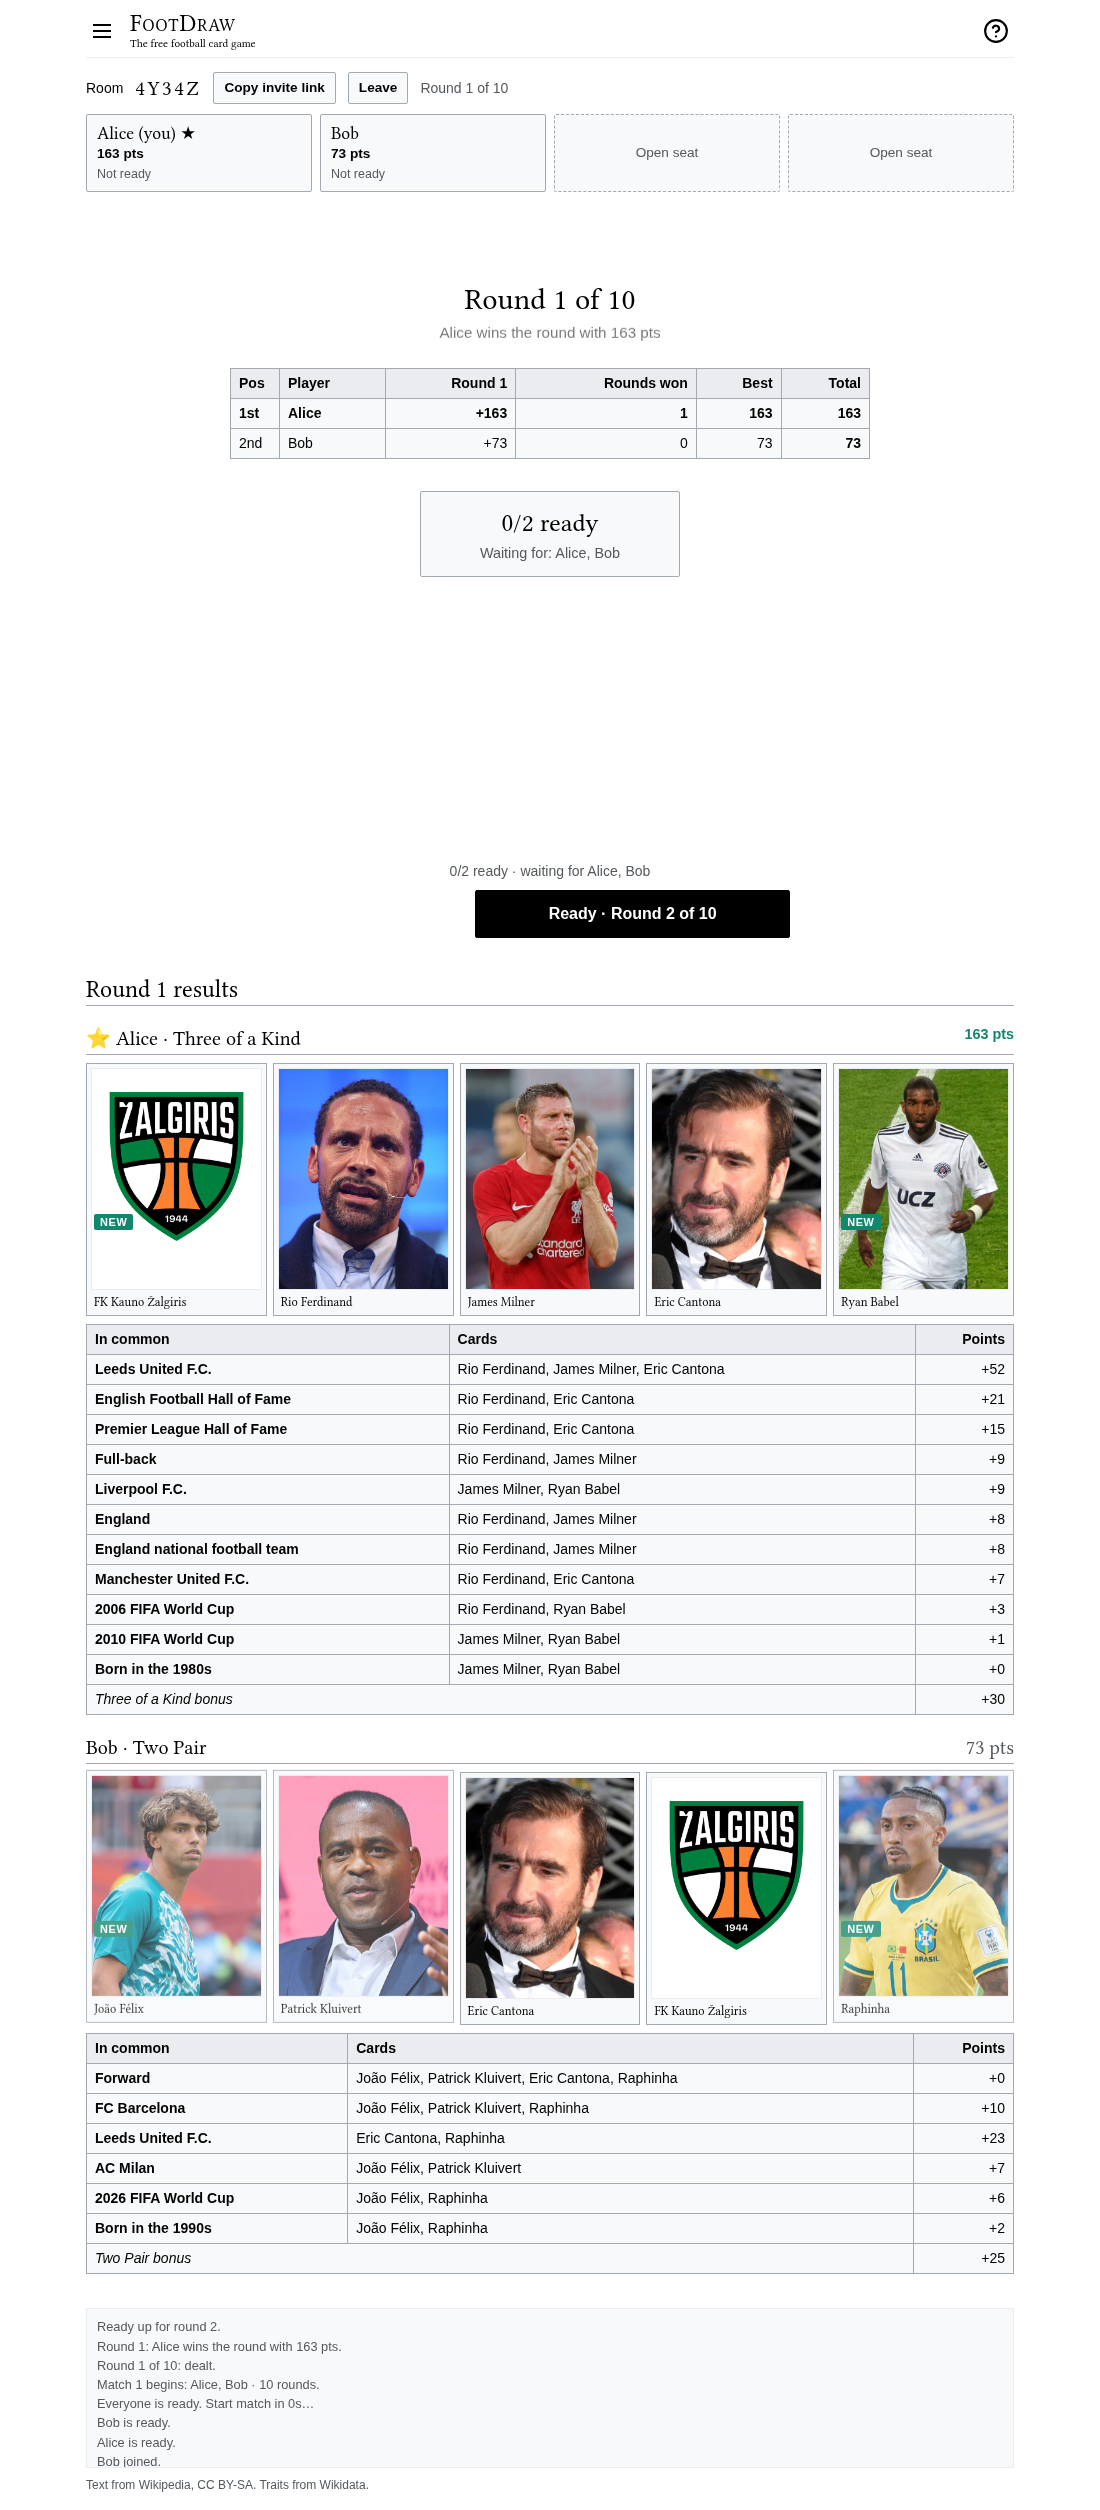 FootDraw
The free football card game
Room 4Y34Z Copy invite link Leave Round 1 of 10
Alice (you) ★
163 pts
Not ready
Bob
73 pts
Not ready
Open seat
Open seat
Round 1 of 10
Alice wins the round with 163 pts
Pos Player Round 1 Rounds won Best Total
1st Alice +163 1 163 163
2nd Bob +73 0 73 73
0/2 ready
Waiting for: Alice, Bob
0/2 ready · waiting for Alice, Bob
Ready · Round 2 of 10
Round 1 results
⭐ Alice · Three of a Kind 163 pts
ŽALGIRIS
1944
NEW
FK Kauno Žalgiris
Rio Ferdinand
standard
chartered
James Milner
Eric Cantona
UCZ
NEW
Ryan Babel
In common Cards Points
Leeds United F.C. Rio Ferdinand, James Milner, Eric Cantona +52
English Football Hall of Fame Rio Ferdinand, Eric Cantona +21
Premier League Hall of Fame Rio Ferdinand, Eric Cantona +15
Full-back Rio Ferdinand, James Milner +9
Liverpool F.C. James Milner, Ryan Babel +9
England Rio Ferdinand, James Milner +8
England national football team Rio Ferdinand, James Milner +8
Manchester United F.C. Rio Ferdinand, Eric Cantona +7
2006 FIFA World Cup Rio Ferdinand, Ryan Babel +3
2010 FIFA World Cup James Milner, Ryan Babel +1
Born in the 1980s James Milner, Ryan Babel +0
Three of a Kind bonus +30
Bob · Two Pair 73 pts
NEW
João Félix
Patrick Kluivert
Eric Cantona
ŽALGIRIS
1944
FK Kauno Žalgiris
NEW
BRASIL
11
Raphinha
In common Cards Points
Forward João Félix, Patrick Kluivert, Eric Cantona, Raphinha +0
FC Barcelona João Félix, Patrick Kluivert, Raphinha +10
Leeds United F.C. Eric Cantona, Raphinha +23
AC Milan João Félix, Patrick Kluivert +7
2026 FIFA World Cup João Félix, Raphinha +6
Born in the 1990s João Félix, Raphinha +2
Two Pair bonus +25
Ready up for round 2.
Round 1: Alice wins the round with 163 pts.
Round 1 of 10: dealt.
Match 1 begins: Alice, Bob · 10 rounds.
Everyone is ready. Start match in 0s…
Bob is ready.
Alice is ready.
Bob joined.
Text from Wikipedia, CC BY-SA. Traits from Wikidata.